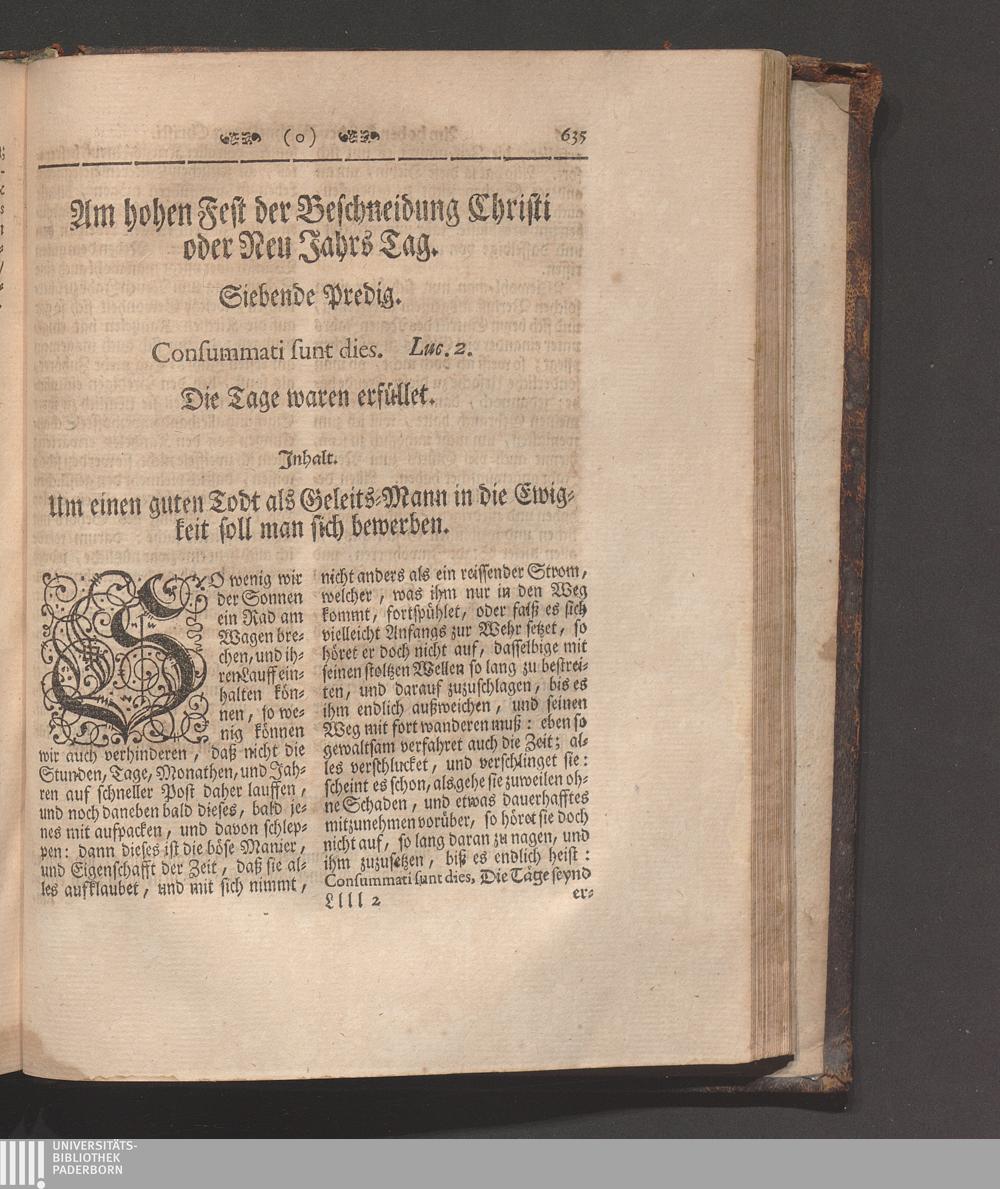 (o) 635
Am hohen Fest der Beschneidung Christi
oder Neu Jahrs Tag.
Siebende Predig.
Consummati sunt dies. Luc. 2.
Die Tage waren erfüllet.
Inhalt.
Um einen guten Todt als Geleits-Mann in die Ewig-
keit soll man sich bewerben.
SO wenig wir
der Sonnen
ein Rad am
Wagen bre-
chen, und ih-
ren Lauff ein-
halten kön-
nen, so we-
nig können
wir auch verhinderen, daß nicht die
Stunden, Tage, Monathen, und Jah-
ren auf schneller Post daher lauffen,
und noch daneben bald dieses, bald je-
nes mit aufpacken, und davon schlep-
pen: dann dieses ist die böse Manier,
und Eigenschafft der Zeit, daß sie al-
les aufklaubet, und mit sich nimmt,
nicht anders als ein reissender Strom,
welcher, was ihm nur in den Weg
kommt, fortspühlet, oder falß es sich
vielleicht Anfangs zur Wehr setzet, so
höret er doch nicht auf, dasselbige mit
seinen stoltzen Wellen so lang zu bestrei-
ten, und darauf zuzuschlagen, bis es
ihm endlich außweichen, und seinen
Weg mit fort wanderen muß: eben so
gewaltsam verfahret auch die Zeit; al-
les verschlucket, und verschlinget sie:
scheint es schon, als gehe sie zuweilen oh-
ne Schaden, und etwas dauerhafftes
mitzunehmen vorüber, so höret sie doch
nicht auf, so lang daran zu nagen, und
ihm zuzusetzen, biß es endlich heist:
Consummati sunt dies, Die Täge seynd
Llll 2 er-
UNIVERSITÄTS-
BIBLIOTHEK
PADERBORN